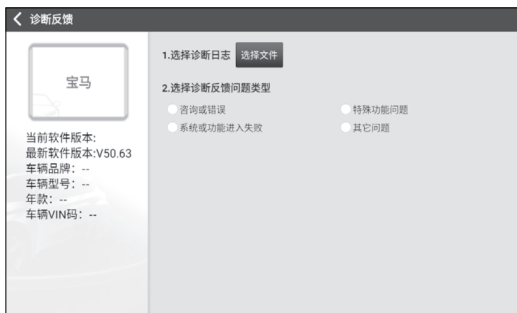 诊断反馈
宝马
当前软件版本:
最新软件版本:V50.63
车辆品牌: --
车辆型号: --
年款: --
车辆VIN码: --
1.选择诊断日志 选择文件
2.选择诊断反馈问题类型
咨询或错误 特殊功能问题
系统或功能进入失败 其它问题